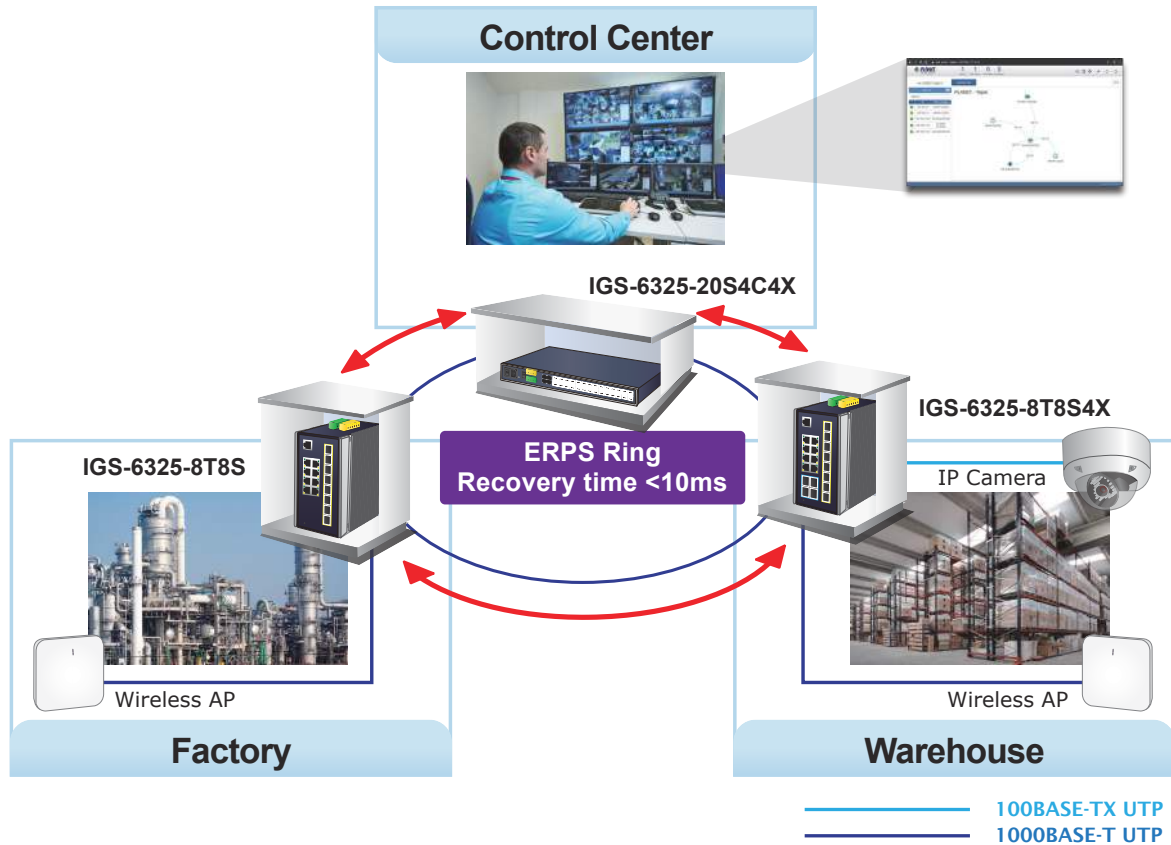 Control Center
IGS-6325-20S4C4X
IGS-6325-8T8S4X
ERPS Ring
Recovery time <10ms
IGS-6325-8T8S
IP Camera
Wireless AP
Wireless AP
Factory
Warehouse
100BASE-TX UTP
1000BASE-T UTP